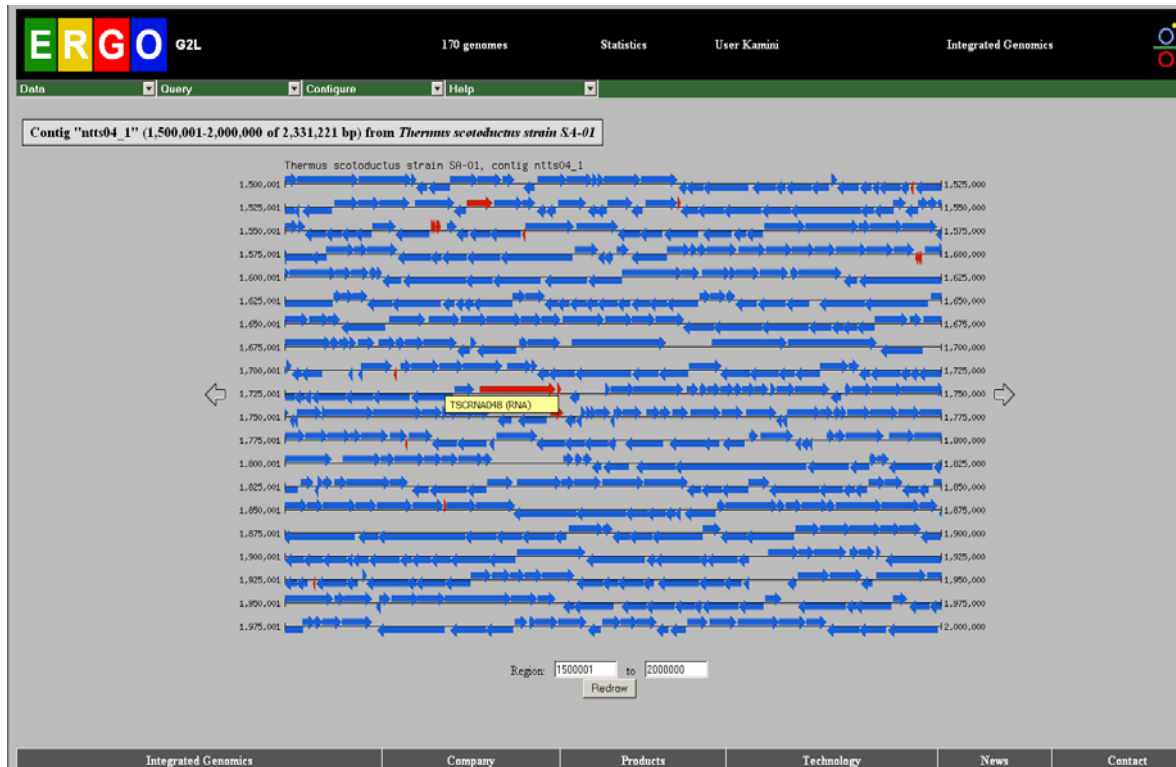 ERGO G2L 170 genomes Statistics User Kamini Integrated Genomics
Data Query Configure Help
Contig "ntts04_1" (1,500,001-2,000,000 of 2,331,221 bp) from Thermus scotoductus strain SA-01
Thermus scotoductus strain SA-01, contig ntts04_1
1,500,001 1,525,000
1,525,001 1,550,000
1,550,001 1,575,000
1,575,001 1,600,000
1,600,001 1,625,000
1,625,001 1,650,000
1,650,001 1,675,000
1,675,001 1,700,000
1,700,001 1,725,000
1,725,001 1,750,000
TSCRNA048 (RNA)
1,750,001 1,775,000
1,775,001 1,800,000
1,800,001 1,825,000
1,825,001 1,850,000
1,850,001 1,875,000
1,875,001 1,900,000
1,900,001 1,925,000
1,925,001 1,950,000
1,950,001 1,975,000
1,975,001 2,000,000
Region: 1500001 to 2000000
Redraw
Integrated Genomics Company Products Technology News Contact